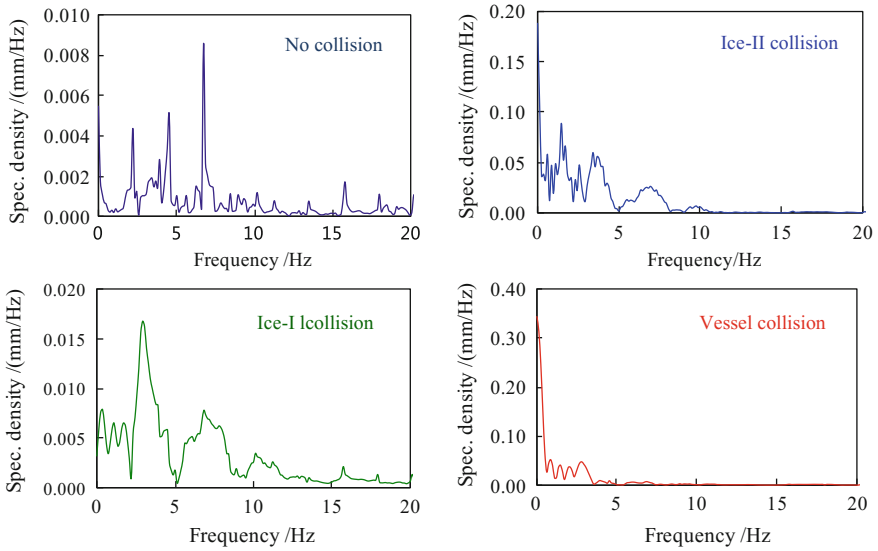 No collision
Spec. density /(mm/Hz)
0.010
0.008
0.006
0.004
0.002
0.000
0 5 10 15 20
Frequency /Hz
Ice-II collision
Spec. density /(mm/Hz)
0.20
0.15
0.10
0.05
0.00
0 5 10 15 20
Frequency/Hz
Ice-I lcollision
Spec. density /(mm/Hz)
0.020
0.015
0.010
0.005
0.000
0 5 10 15 20
Frequency /Hz
Vessel collision
Spec. density /(mm/Hz)
0.40
0.30
0.20
0.10
0.00
0 5 10 15 20
Frequency /Hz